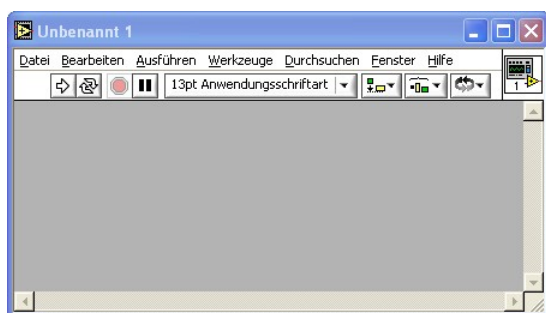 Unbenannt 1
Datei Bearbeiten Ausführen Werkzeuge Durchsuchen Fenster Hilfe
13pt Anwendungsschriftart
1